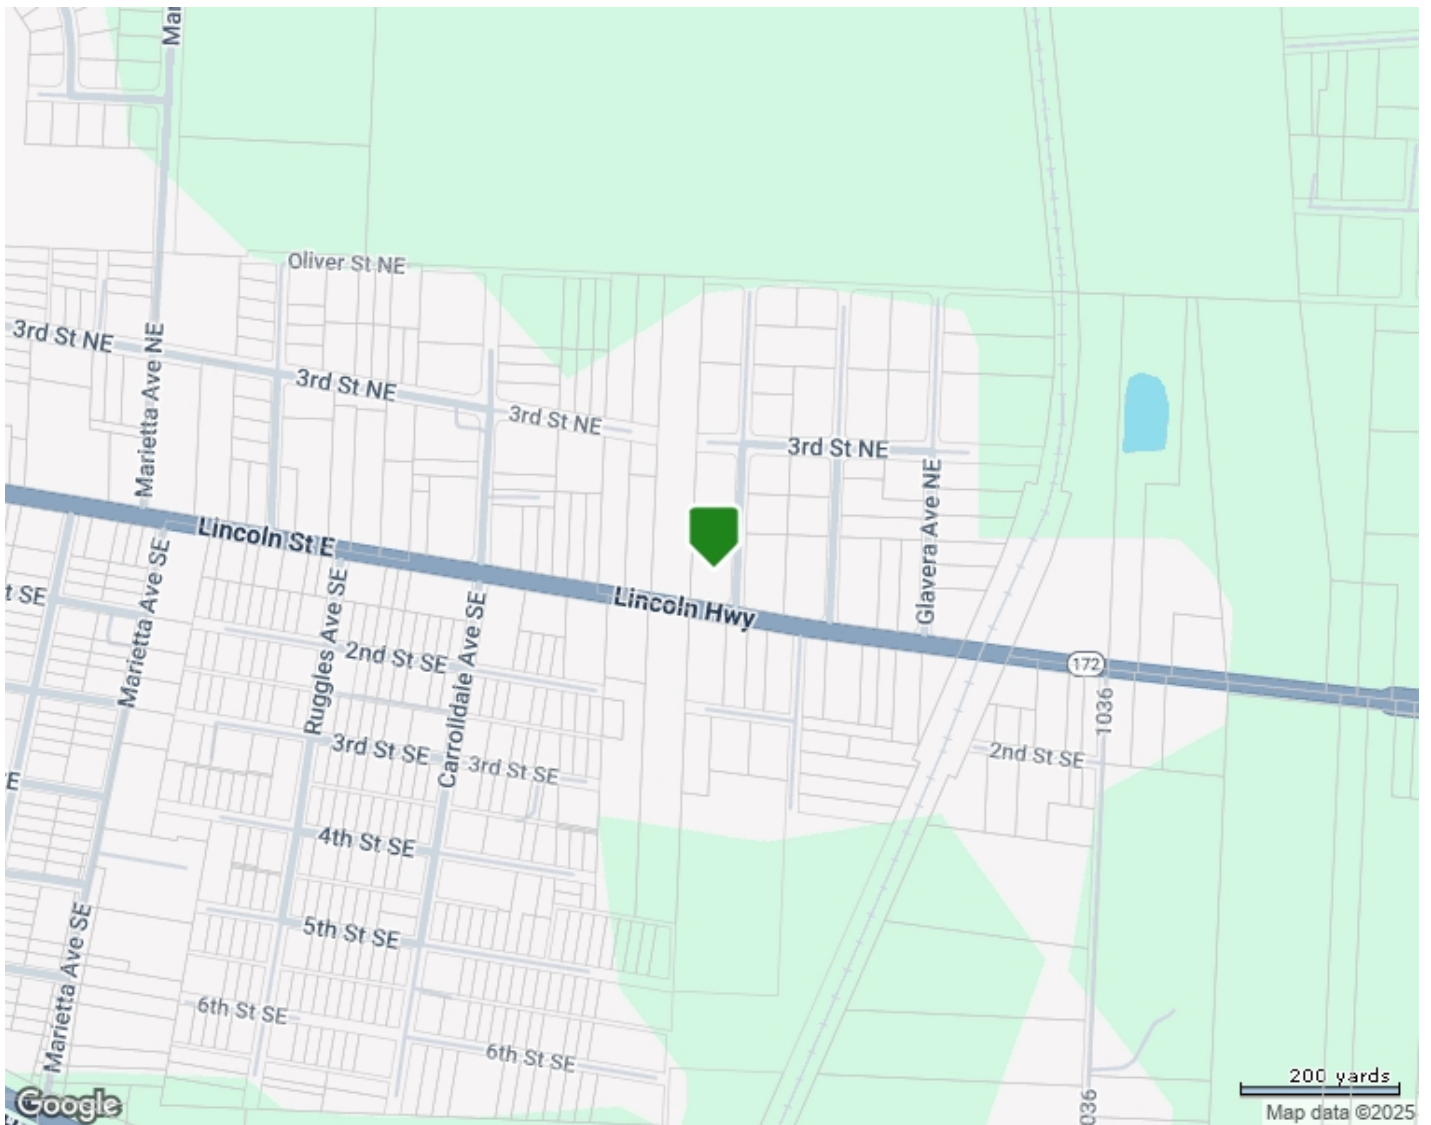 Oliver St NE
3rd St NE
Marietta Ave NE
3rd St NE
3rd St NE
3rd St NE
Glavera Ave NE
Lincoln St E
Lincoln Hwy
Marietta Ave SE
Ruggles Ave SE
Carrolldale Ave SE
2nd St SE
172
1036
3rd St SE
3rd St SE
2nd St SE
4th St SE
5th St SE
Marietta Ave SE
6th St SE
6th St SE
200 yards
Google
Map data ©2025